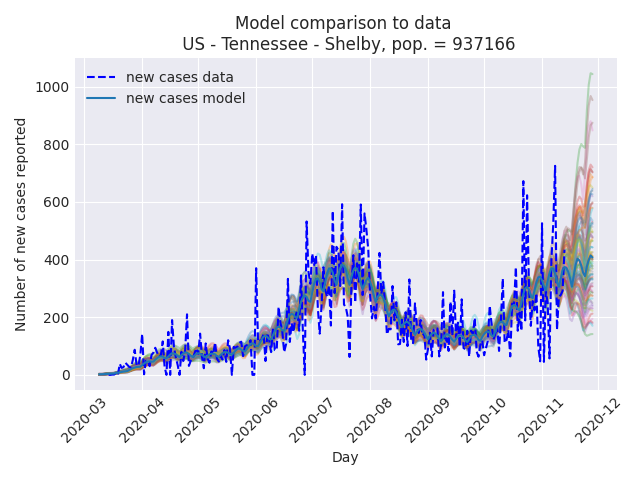 Model comparison to data
US - Tennessee - Shelby, pop. = 937166
new cases data
new cases model
Number of new cases reported
1000
800
600
400
200
0
2020-03
2020-04
2020-05
2020-06
2020-07
2020-08
2020-09
2020-10
2020-11
2020-12
Day